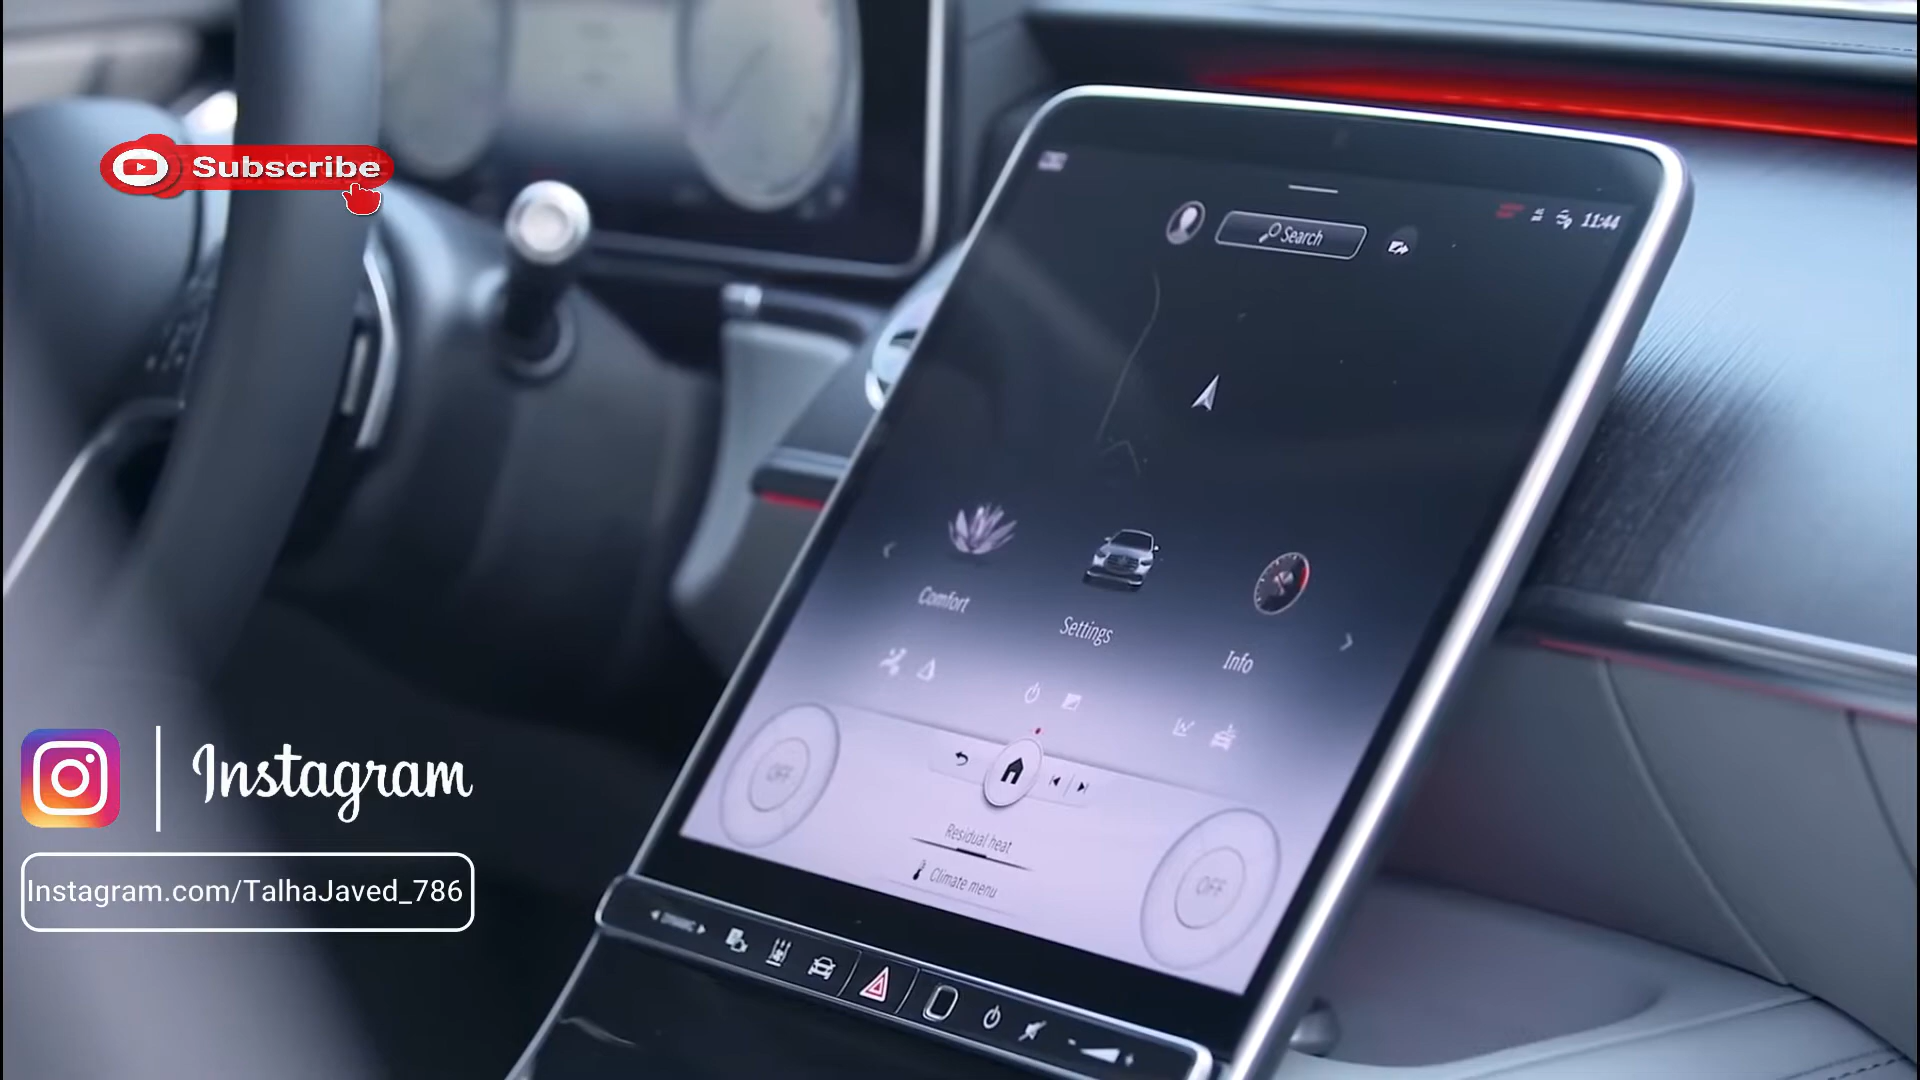 Subscribe
Search
11:44
Comfort
Settings
Info
OFF
Residual heat
Climate menu
OFF
Instagram
Instagram.com/TalhaJaved_786